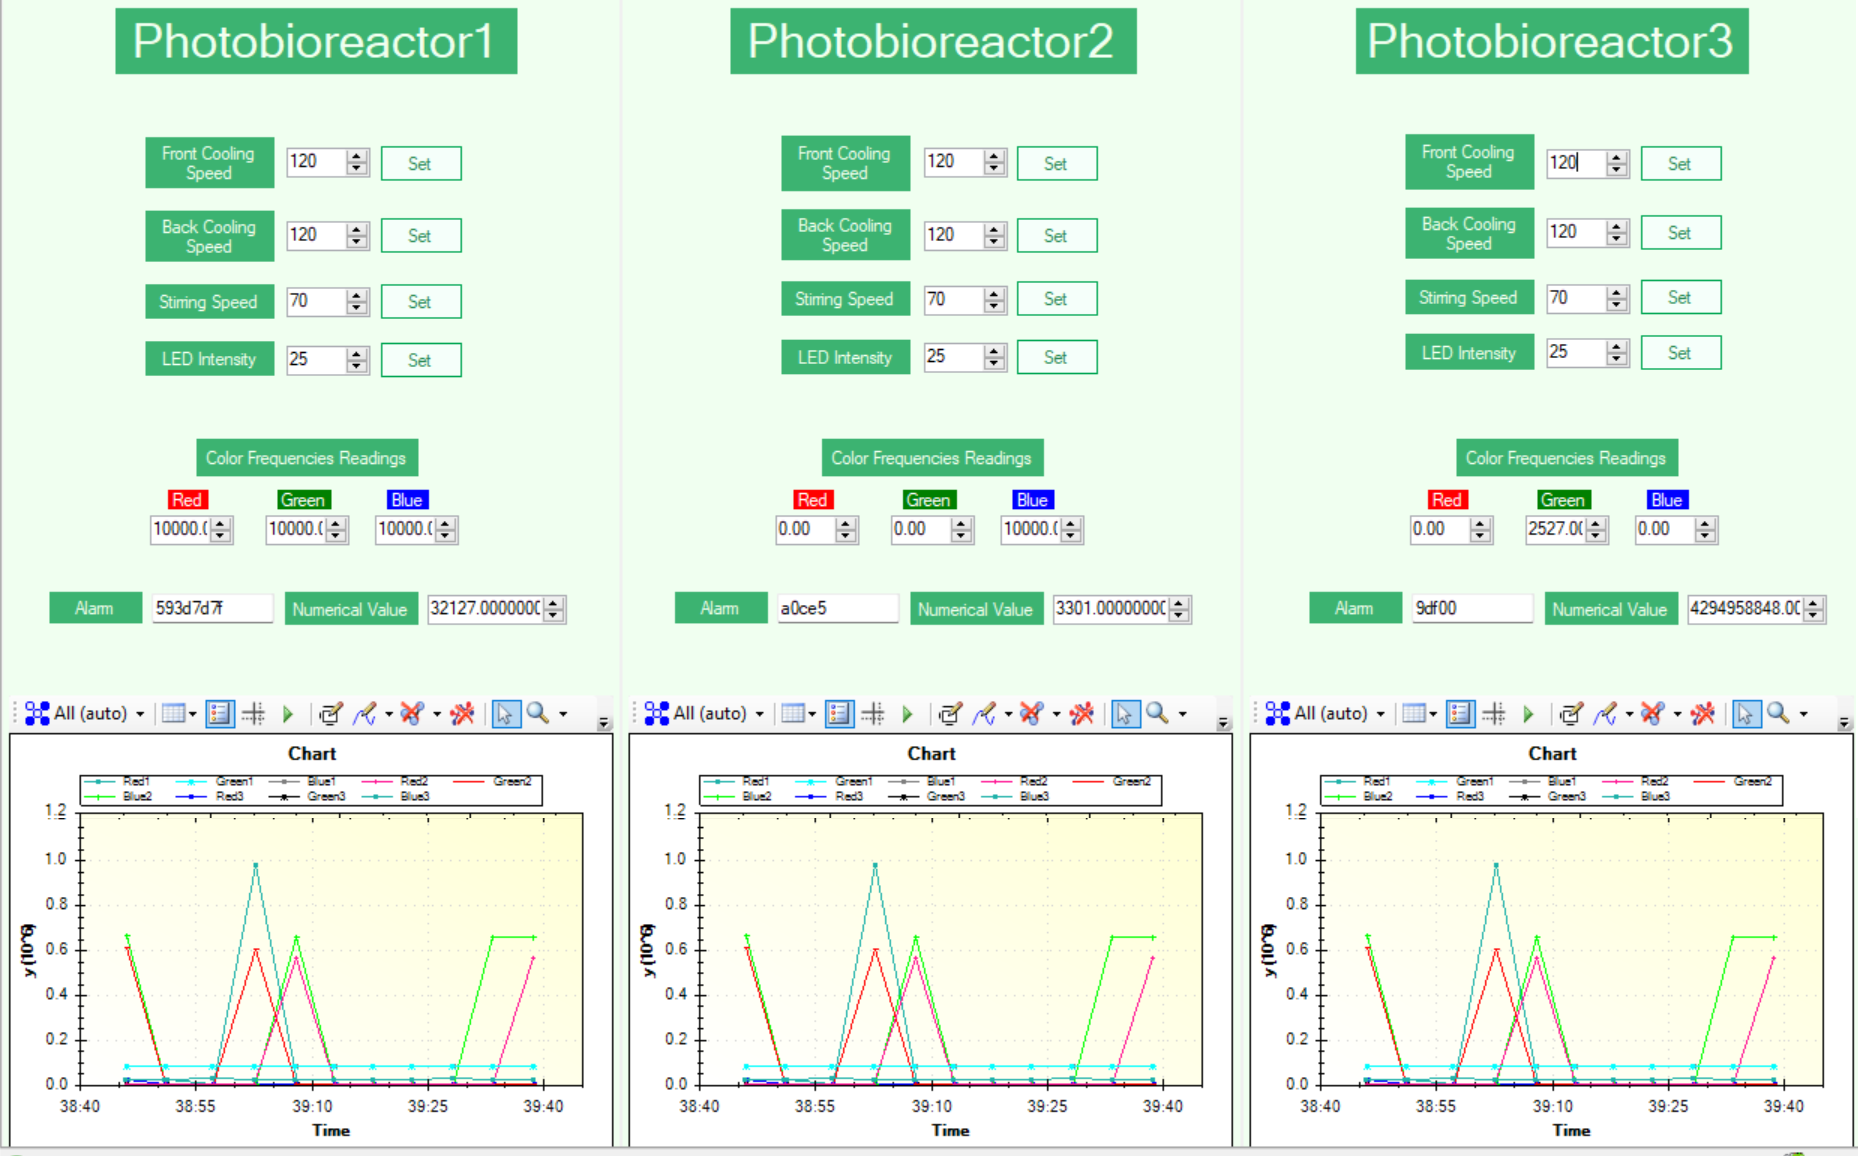 Photobioreactor1
Front Cooling Speed 120 Set
Back Cooling Speed 120 Set
Stirring Speed 70 Set
LED Intensity 25 Set
Color Frequencies Readings
Red Green Blue
10000.( 10000.( 10000.(
Alarm 593d7d7f Numerical Value 32127.0000000
All (auto)
Chart
Red1 Green1 Blue1 Red2 Green2
Blue2 Red3 Green3 Blue3
1.2
1.0
0.8
0.6
0.4
0.2
0.0
y (10^6)
38:40 38:55 39:10 39:25 39:40
Time
Photobioreactor2
Front Cooling Speed 120 Set
Back Cooling Speed 120 Set
Stirring Speed 70 Set
LED Intensity 25 Set
Color Frequencies Readings
Red Green Blue
0.00 0.00 10000.(
Alarm a0ce5 Numerical Value 3301.00000000
All (auto)
Chart
Red1 Green1 Blue1 Red2 Green2
Blue2 Red3 Green3 Blue3
1.2
1.0
0.8
0.6
0.4
0.2
0.0
y (10^6)
38:40 38:55 39:10 39:25 39:40
Time
Photobioreactor3
Front Cooling Speed 120 Set
Back Cooling Speed 120 Set
Stirring Speed 70 Set
LED Intensity 25 Set
Color Frequencies Readings
Red Green Blue
0.00 2527.00 0.00
Alarm 9df00 Numerical Value 4294958848.00
All (auto)
Chart
Red1 Green1 Blue1 Red2 Green2
Blue2 Red3 Green3 Blue3
1.2
1.0
0.8
0.6
0.4
0.2
0.0
y (10^6)
38:40 38:55 39:10 39:25 39:40
Time